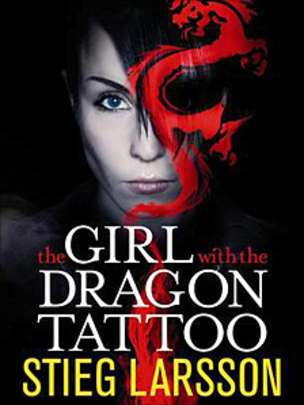 the GIRL with the
DRAGON
TATTOO
STIEG LARSSON